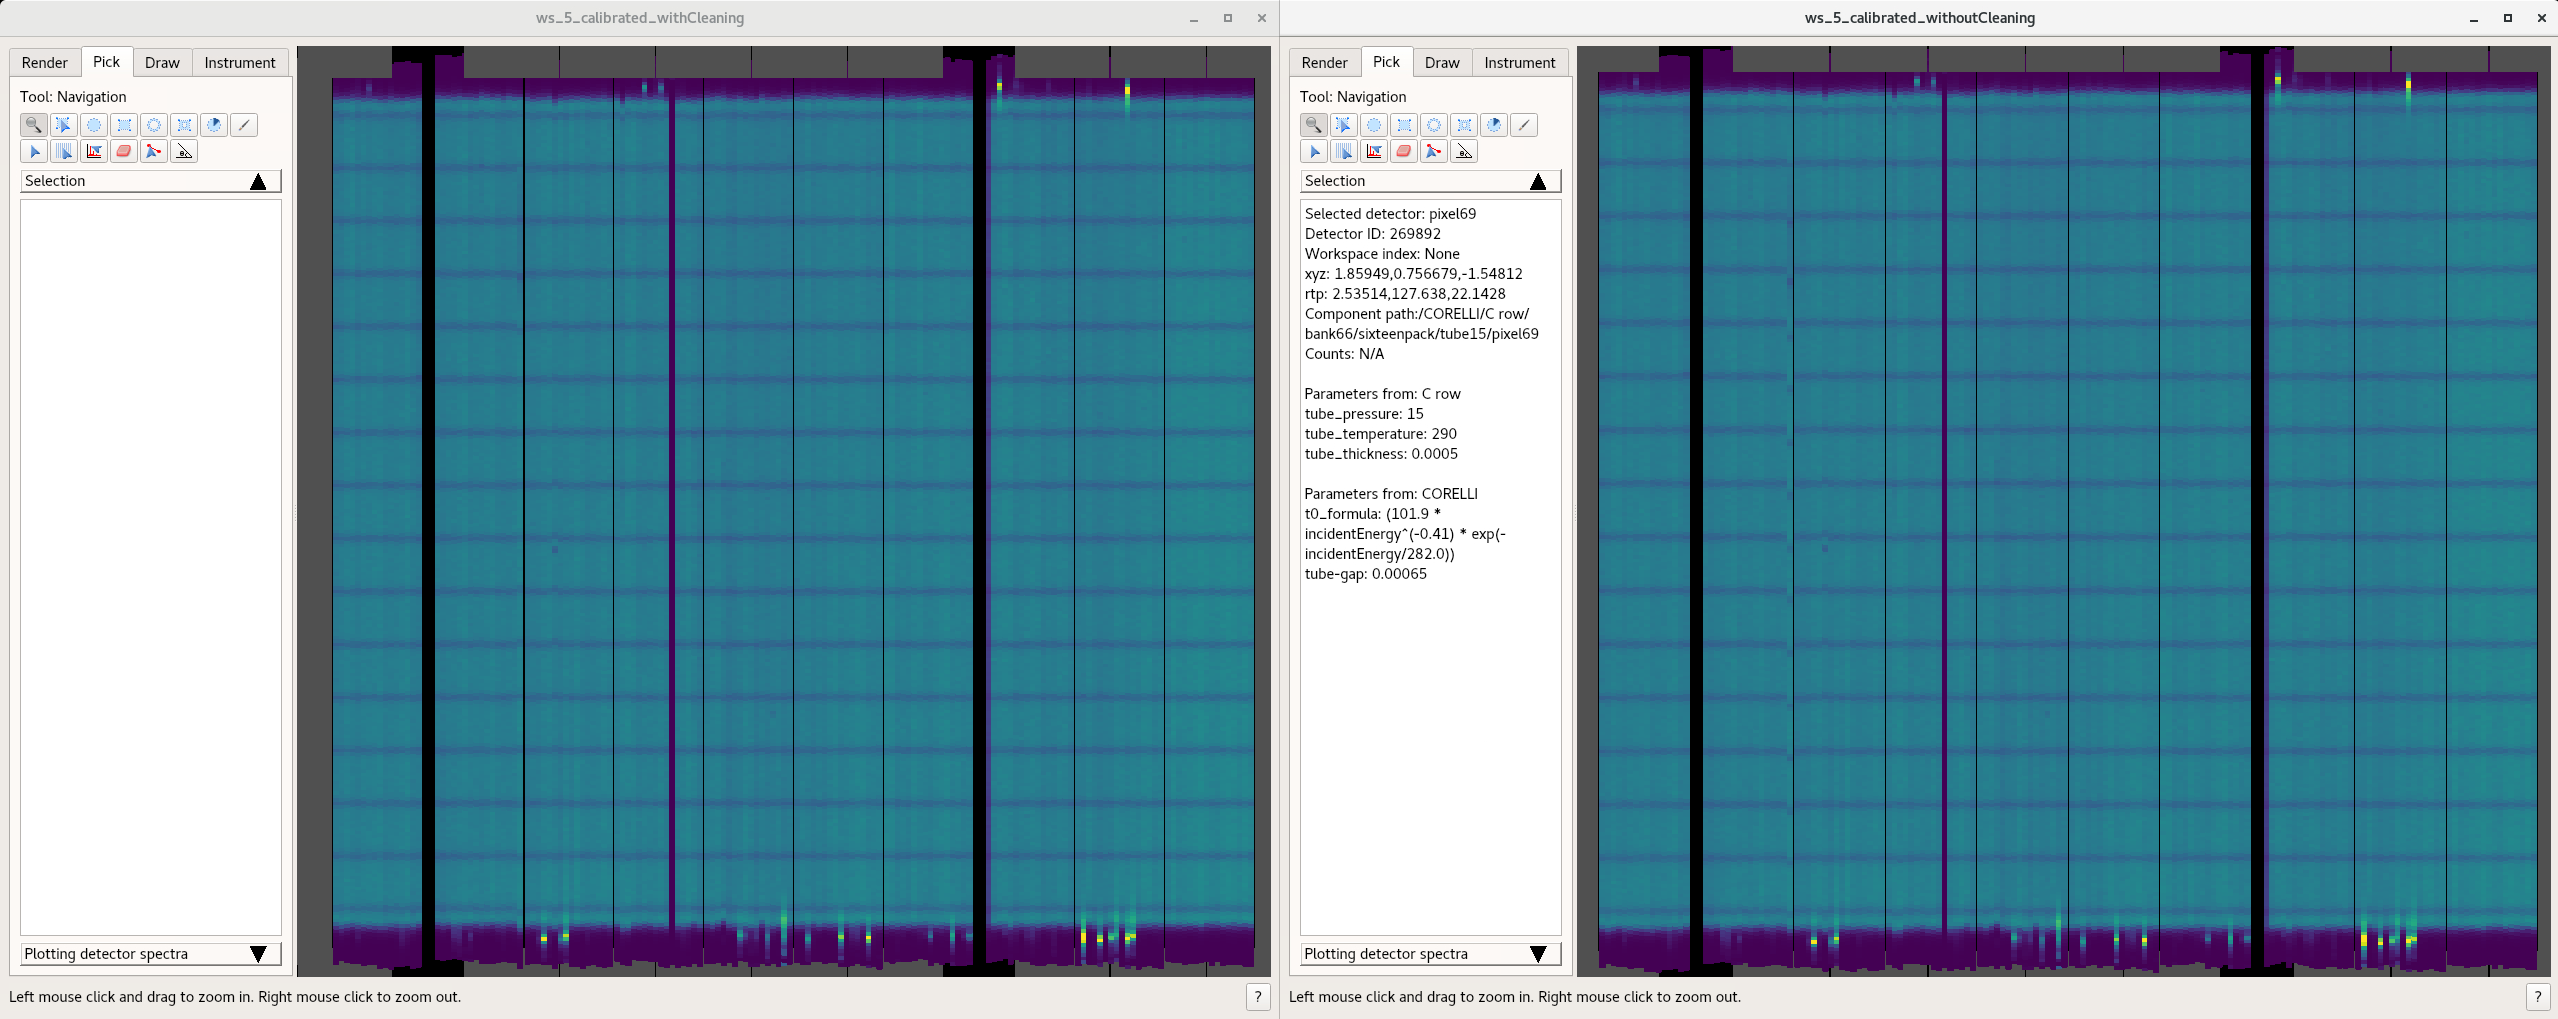 ws_5_calibrated_withCleaning
Render Pick Draw Instrument
Tool: Navigation
Selection
Plotting detector spectra
Left mouse click and drag to zoom in. Right mouse click to zoom out.
?
ws_5_calibrated_withoutCleaning
Render Pick Draw Instrument
Tool: Navigation
Selection
Selected detector: pixel69
Detector ID: 269892
Workspace index: None
xyz: 1.85949,0.756679,-1.54812
rtp: 2.53514,127.638,22.1428
Component path:/CORELLI/C row/
bank66/sixteenpack/tube15/pixel69
Counts: N/A
Parameters from: C row
tube_pressure: 15
tube_temperature: 290
tube_thickness: 0.0005
Parameters from: CORELLI
t0_formula: (101.9 *
incidentEnergy^(-0.41) * exp(-
incidentEnergy/282.0))
tube-gap: 0.00065
Plotting detector spectra
Left mouse click and drag to zoom in. Right mouse click to zoom out.
?